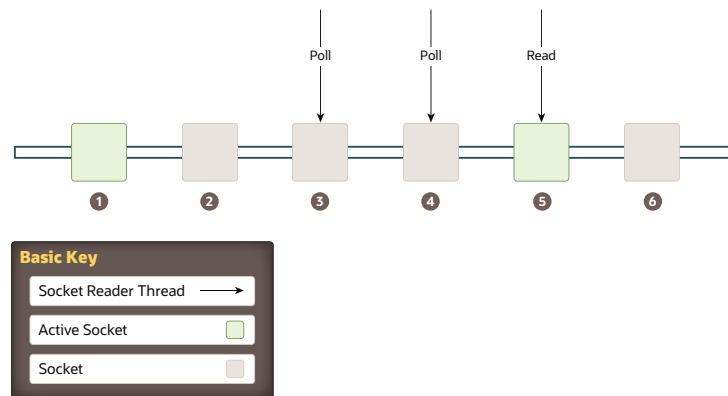 Poll Poll Read
1 2 3 4 5 6
Basic Key
Socket Reader Thread
Active Socket
Socket